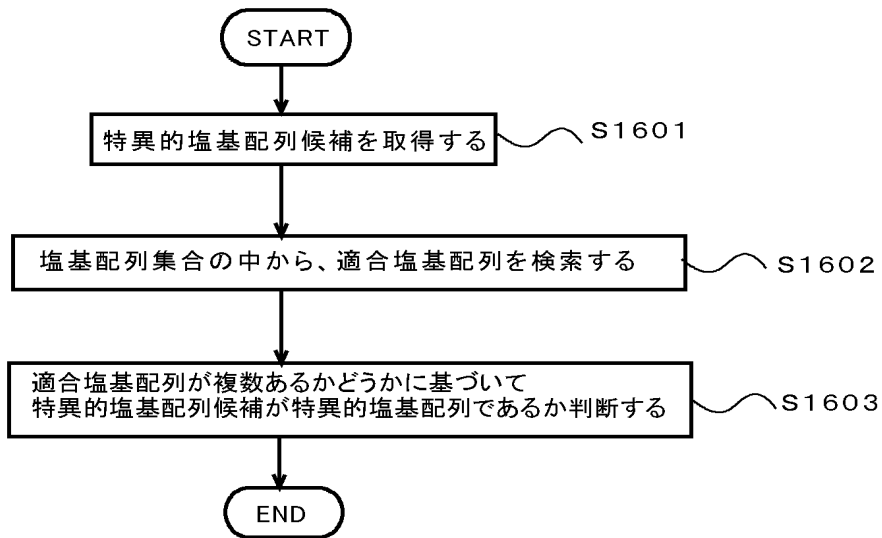 START
特異的塩基配列候補を取得する
S1601
塩基配列集合の中から、適合塩基配列を検索する
S1602
適合塩基配列が複数あるかどうかに基づいて
特異的塩基配列候補が特異的塩基配列であるか判断する
S1603
END